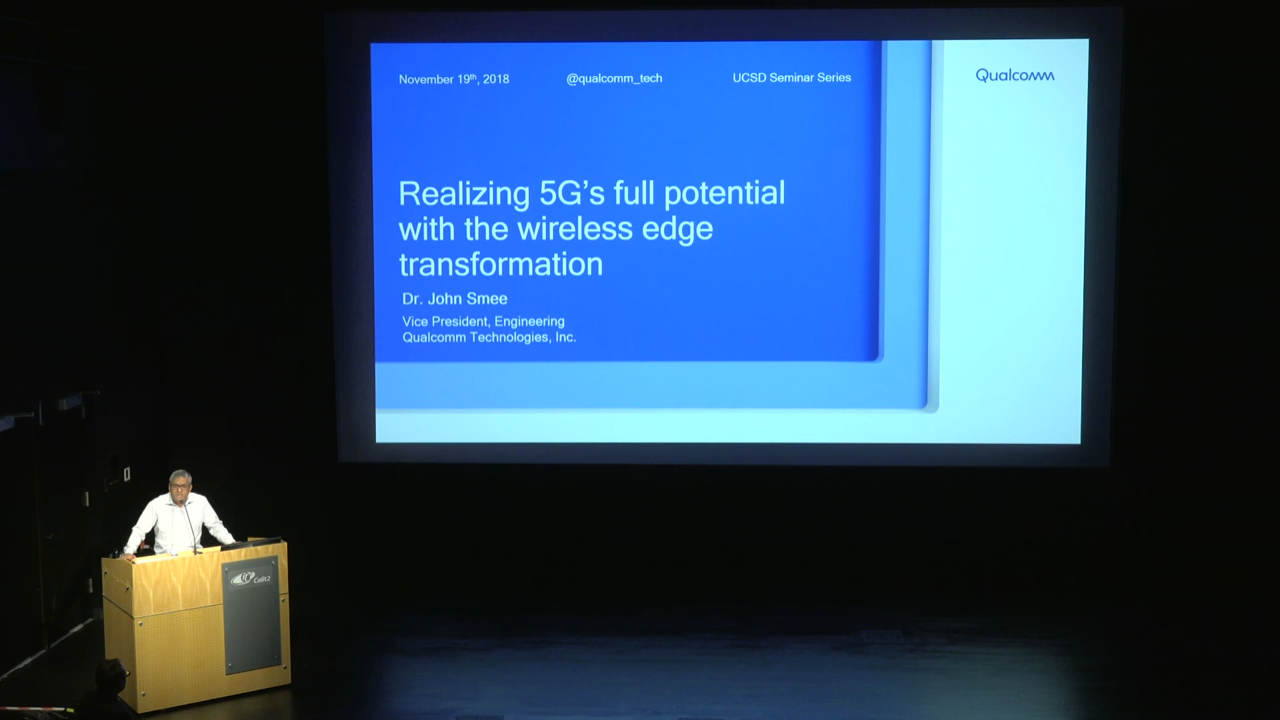 November 19th, 2018 @qualcomm_tech UCSD Seminar Series Qualcomm
Realizing 5G's full potential
with the wireless edge
transformation
Dr. John Smee
Vice President, Engineering
Qualcomm Technologies, Inc.
Calit2